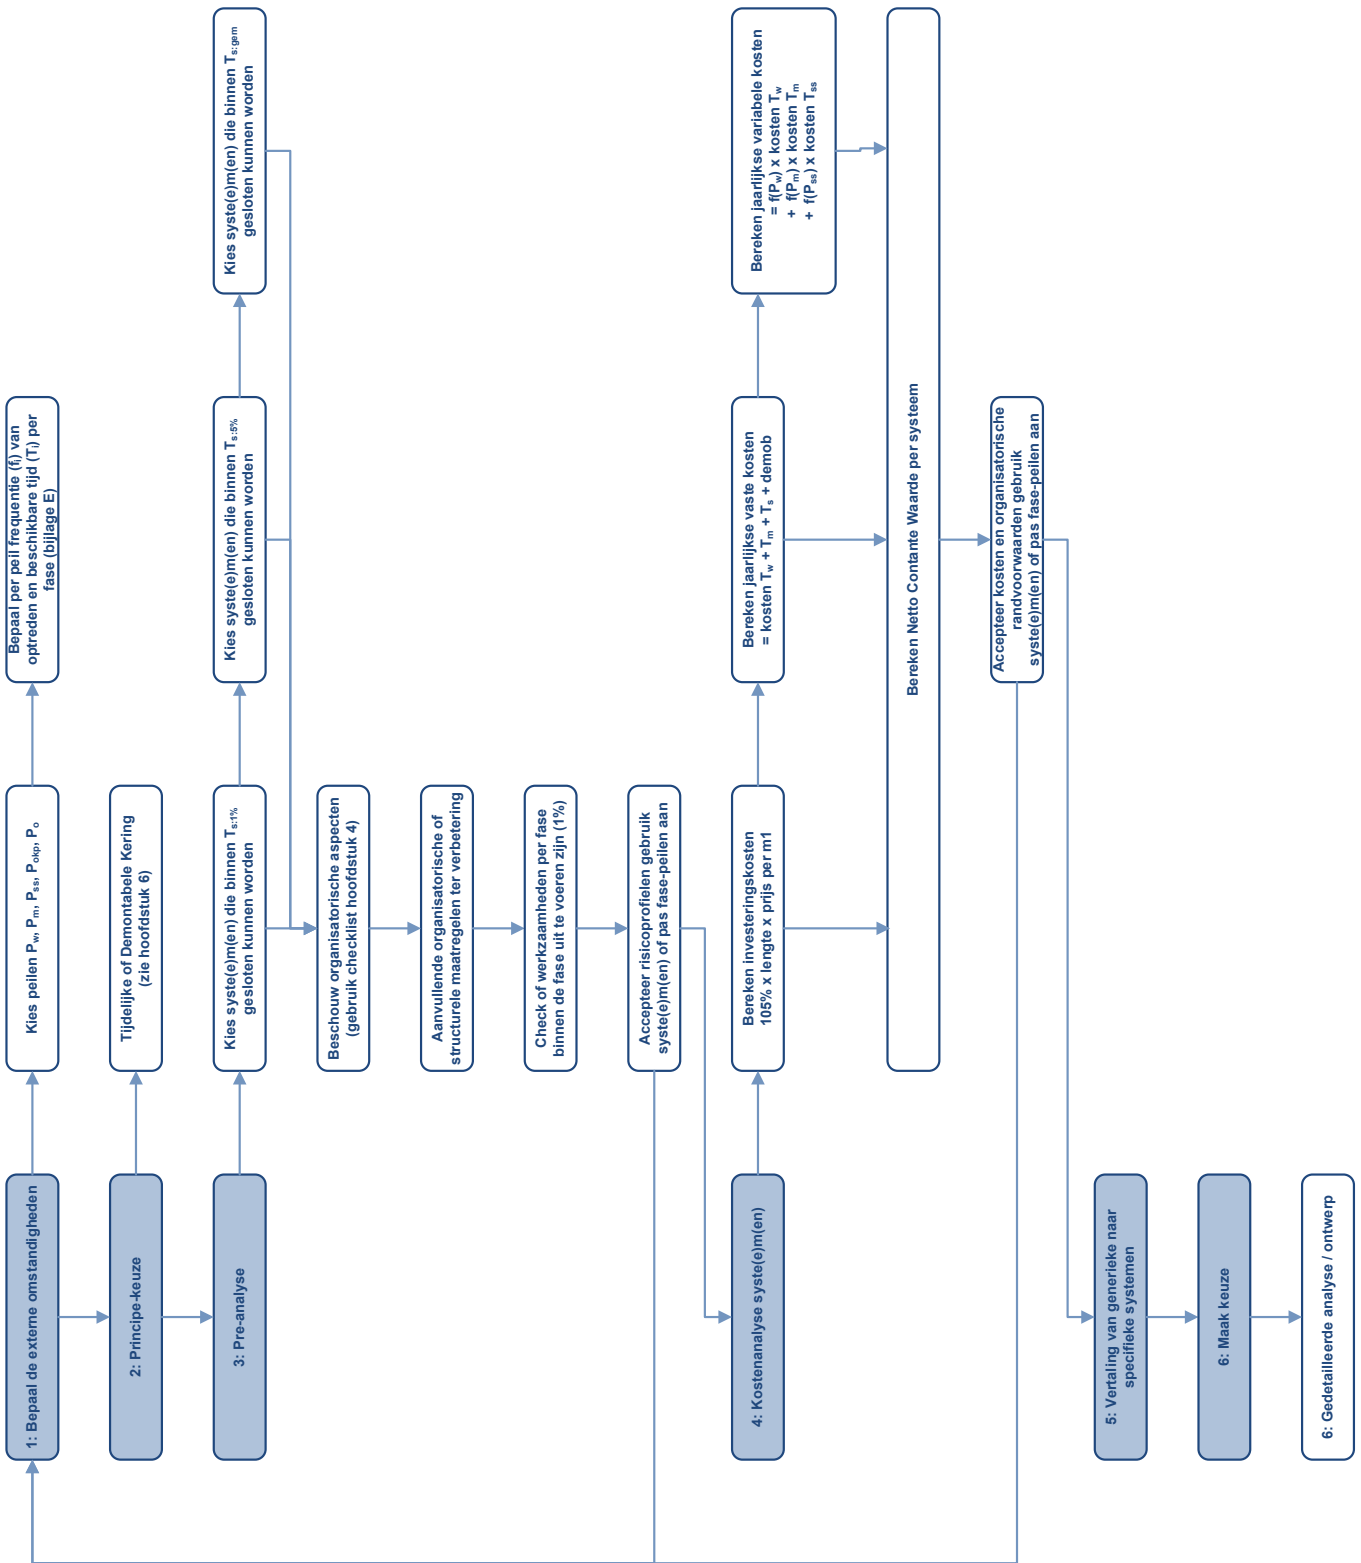 1: Bepaal de externe omstandigheden
Kies peilen Pw, Pm, Pss, Pokp, Po
Bepaal per peil frequentie (fi) van
optreden en beschikbare tijd (Ti) per
fase (bijlage E)
2: Principe-keuze
Tijdelijke of Demontabele Kering
(zie hoofdstuk 6)
3: Pre-analyse
Kies syste(e)m(en) die binnen Ts:1%
gesloten kunnen worden
Kies syste(e)m(en) die binnen Ts:5%
gesloten kunnen worden
Kies syste(e)m(en) die binnen Ts:gem
gesloten kunnen worden
Beschouw organisatorische aspecten
(gebruik checklist hoofdstuk 4)
Aanvullende organisatorische of
structurele maatregelen ter verbetering
Check of werkzaamheden per fase
binnen de fase uit te voeren zijn (1%)
Accepteer risicoprofielen gebruik
syste(e)m(en) of pas fase-peilen aan
4: Kostenanalyse syste(e)m(en)
Bereken investeringskosten
105% x lengte x prijs per m1
Bereken jaarlijkse vaste kosten
= kosten Tw + Tm + Ts + demob
Bereken jaarlijkse variabele kosten
= f(Pw) x kosten Tw
+ f(Pm) x kosten Tm
+ f(Pss) x kosten Tss
Bereken Netto Contante Waarde per systeem
Accepteer kosten en organisatorische
randvoorwaarden gebruik
syste(e)m(en) of pas fase-peilen aan
5: Vertaling van generieke naar
specifieke systemen
6: Maak keuze
6: Gedetailleerde analyse / ontwerp